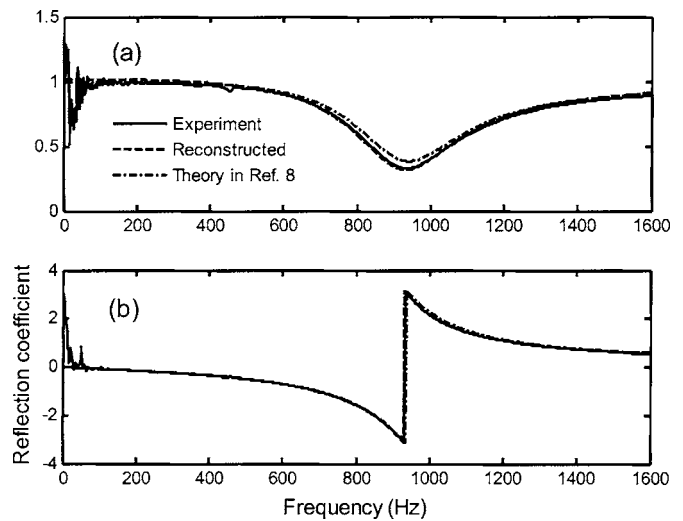 1.5
(a)
1
Experiment
0.5
Reconstructed
Theory in Ref. 8
0
0 200 400 600 800 1000 1200 1400 1600
4
(b)
2
0
-2
-4
0 200 400 600 800 1000 1200 1400 1600
Reflection coefficient
Frequency (Hz)